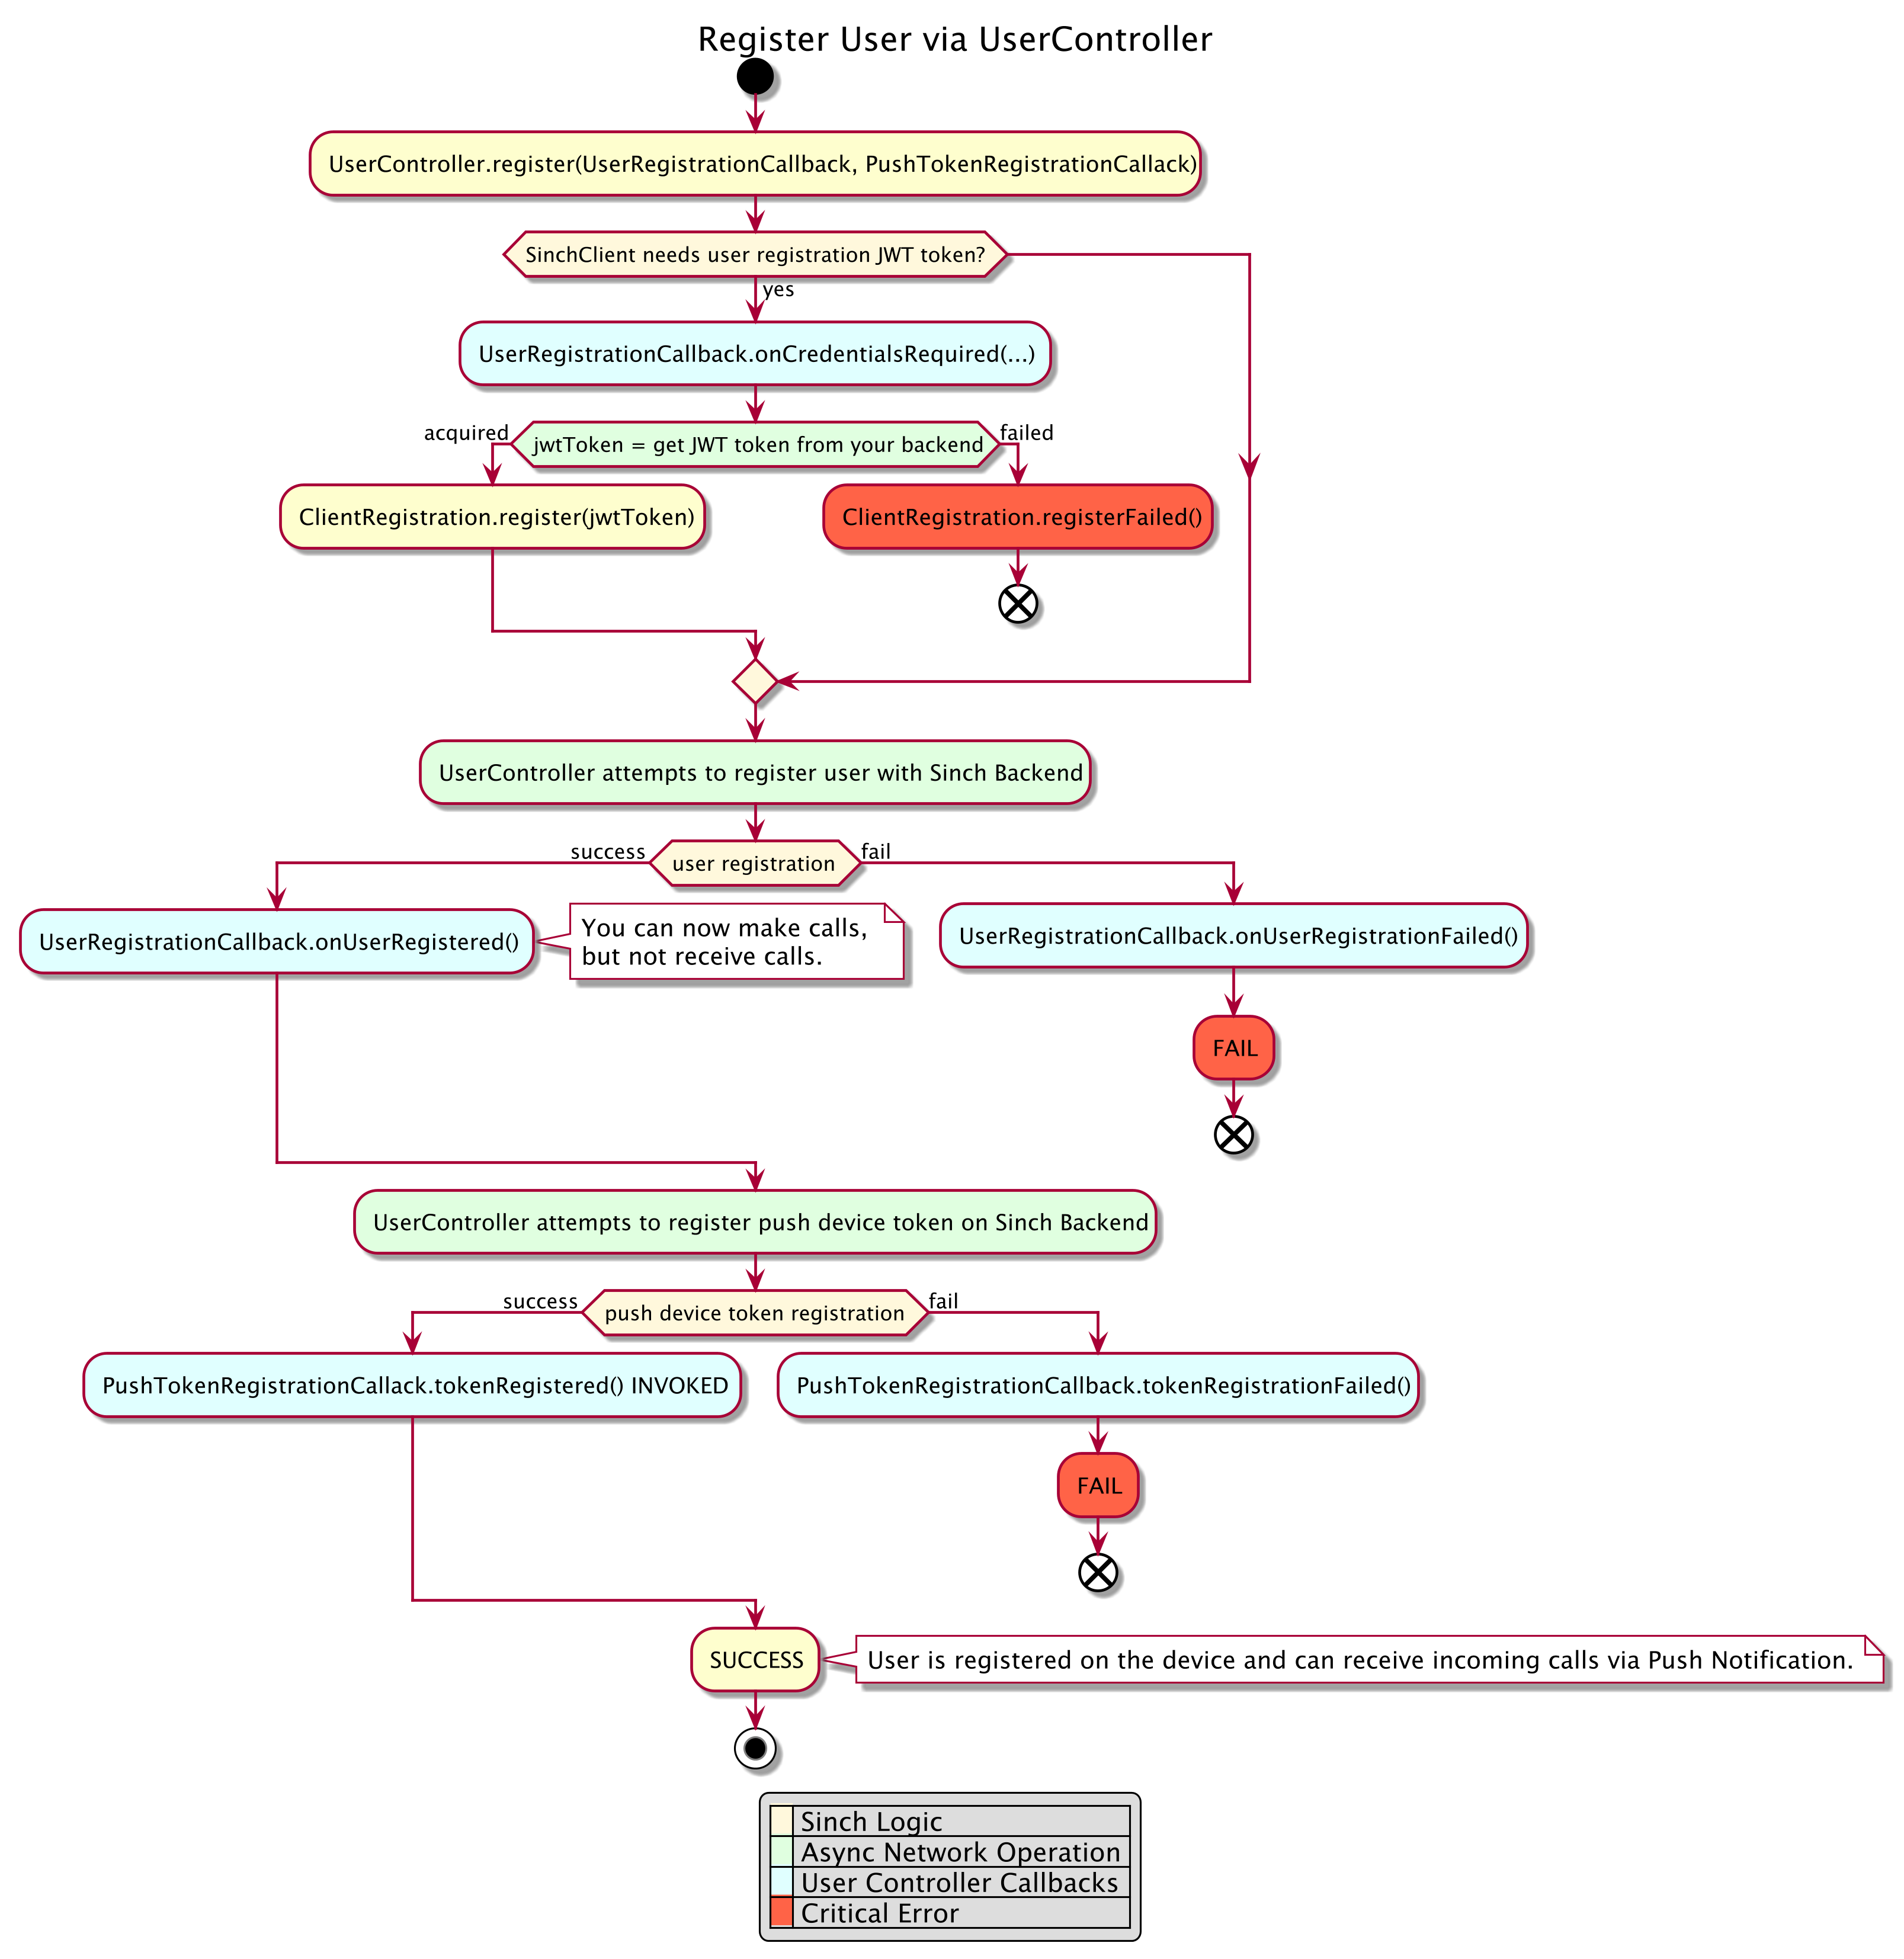 Register User via UserController
UserController.register(UserRegistrationCallback, PushTokenRegistrationCallack)
SinchClient needs user registration JWT token?
yes
UserRegistrationCallback.onCredentialsRequired(...)
acquired
jwtToken = get JWT token from your backend
failed
ClientRegistration.register(jwtToken)
ClientRegistration.registerFailed()
UserController attempts to register user with Sinch Backend
success
user registration
fail
UserRegistrationCallback.onUserRegistered()
You can now make calls,
but not receive calls.
UserRegistrationCallback.onUserRegistrationFailed()
FAIL
UserController attempts to register push device token on Sinch Backend
success
push device token registration
fail
PushTokenRegistrationCallack.tokenRegistered() INVOKED
PushTokenRegistrationCallback.tokenRegistrationFailed()
FAIL
SUCCESS
User is registered on the device and can receive incoming calls via Push Notification.
Sinch Logic
Async Network Operation
User Controller Callbacks
Critical Error